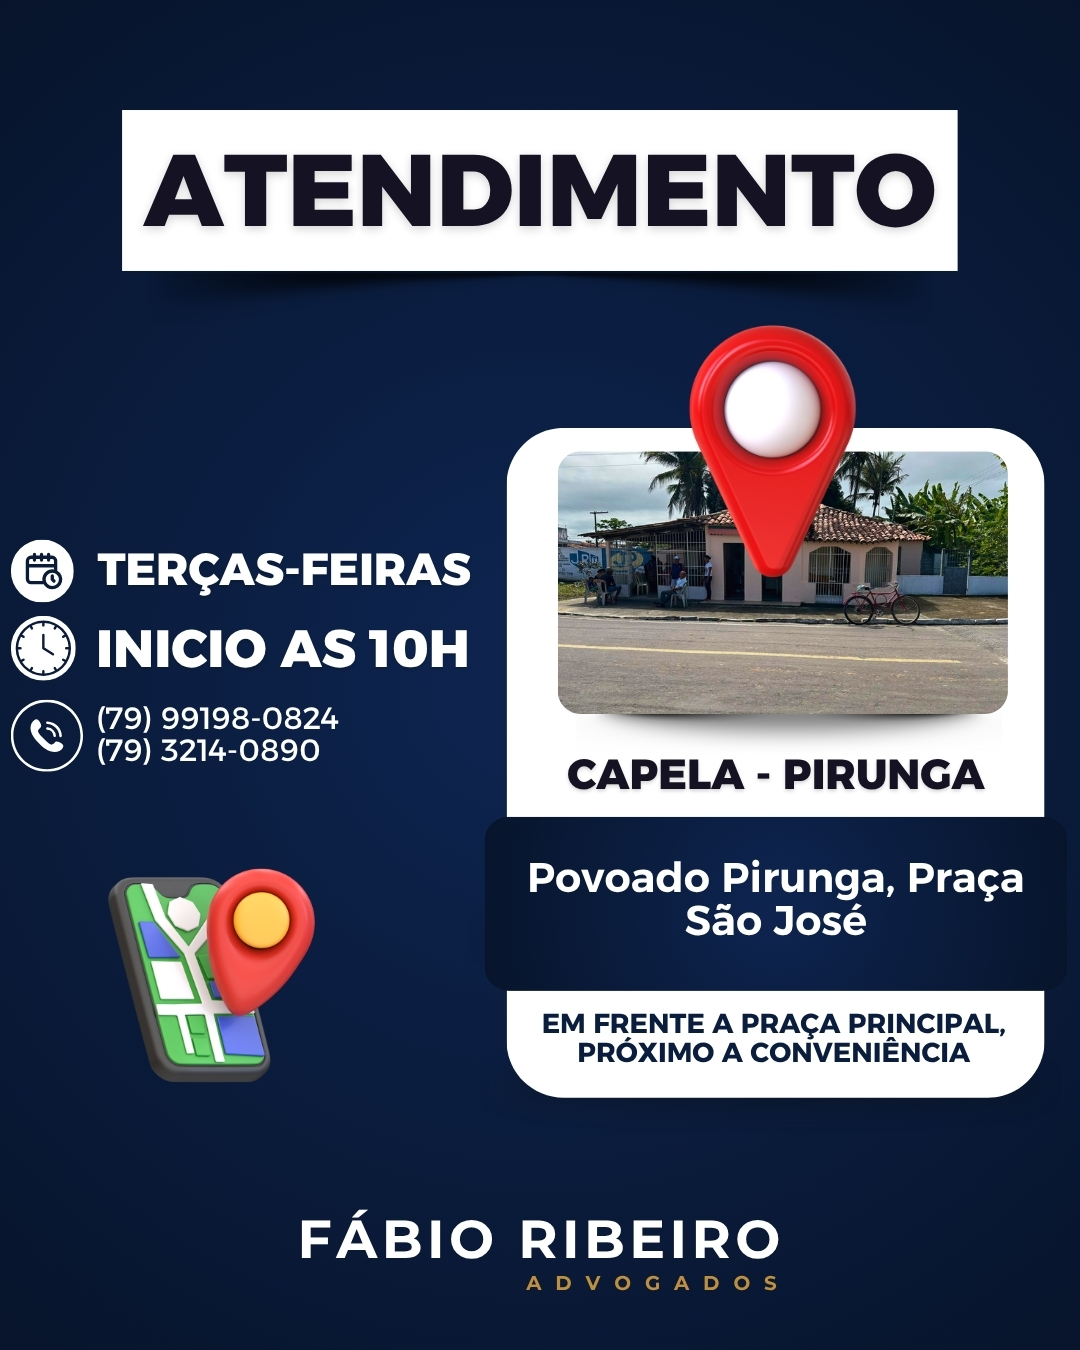 ATENDIMENTO
TERÇAS-FEIRAS
INICIO AS 10H
(79) 99198-0824
(79) 3214-0890
CAPELA - PIRUNGA
Povoado Pirunga, Praça
São José
EM FRENTE A PRAÇA PRINCIPAL,
PRÓXIMO A CONVENIÊNCIA
FÁBIO RIBEIRO
ADVOGADOS